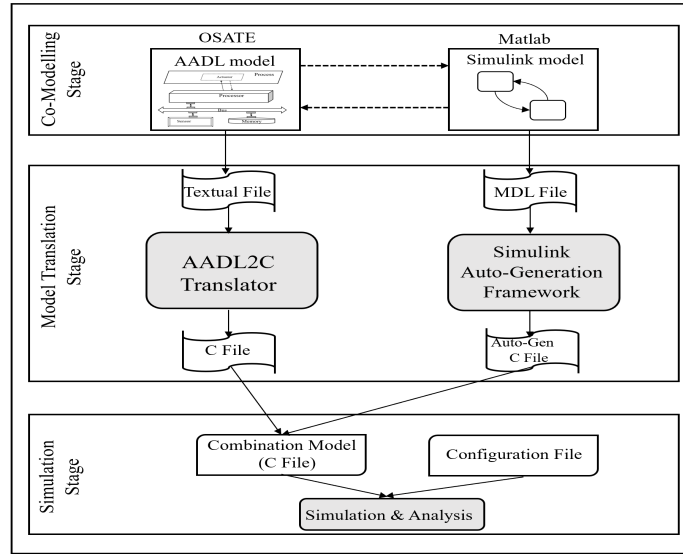 OSATE
Matlab
Co-Modelling
Stage
AADL model
Process
Actuator
Processor
Bus
Sensor
Memory
Simulink model
Model Translation
Stage
Textual File
MDL File
AADL2C
Translator
Simulink
Auto-Generation
Framework
C File
Auto-Gen
C File
Simulation
Stage
Combination Model
(C File)
Configuration File
Simulation & Analysis